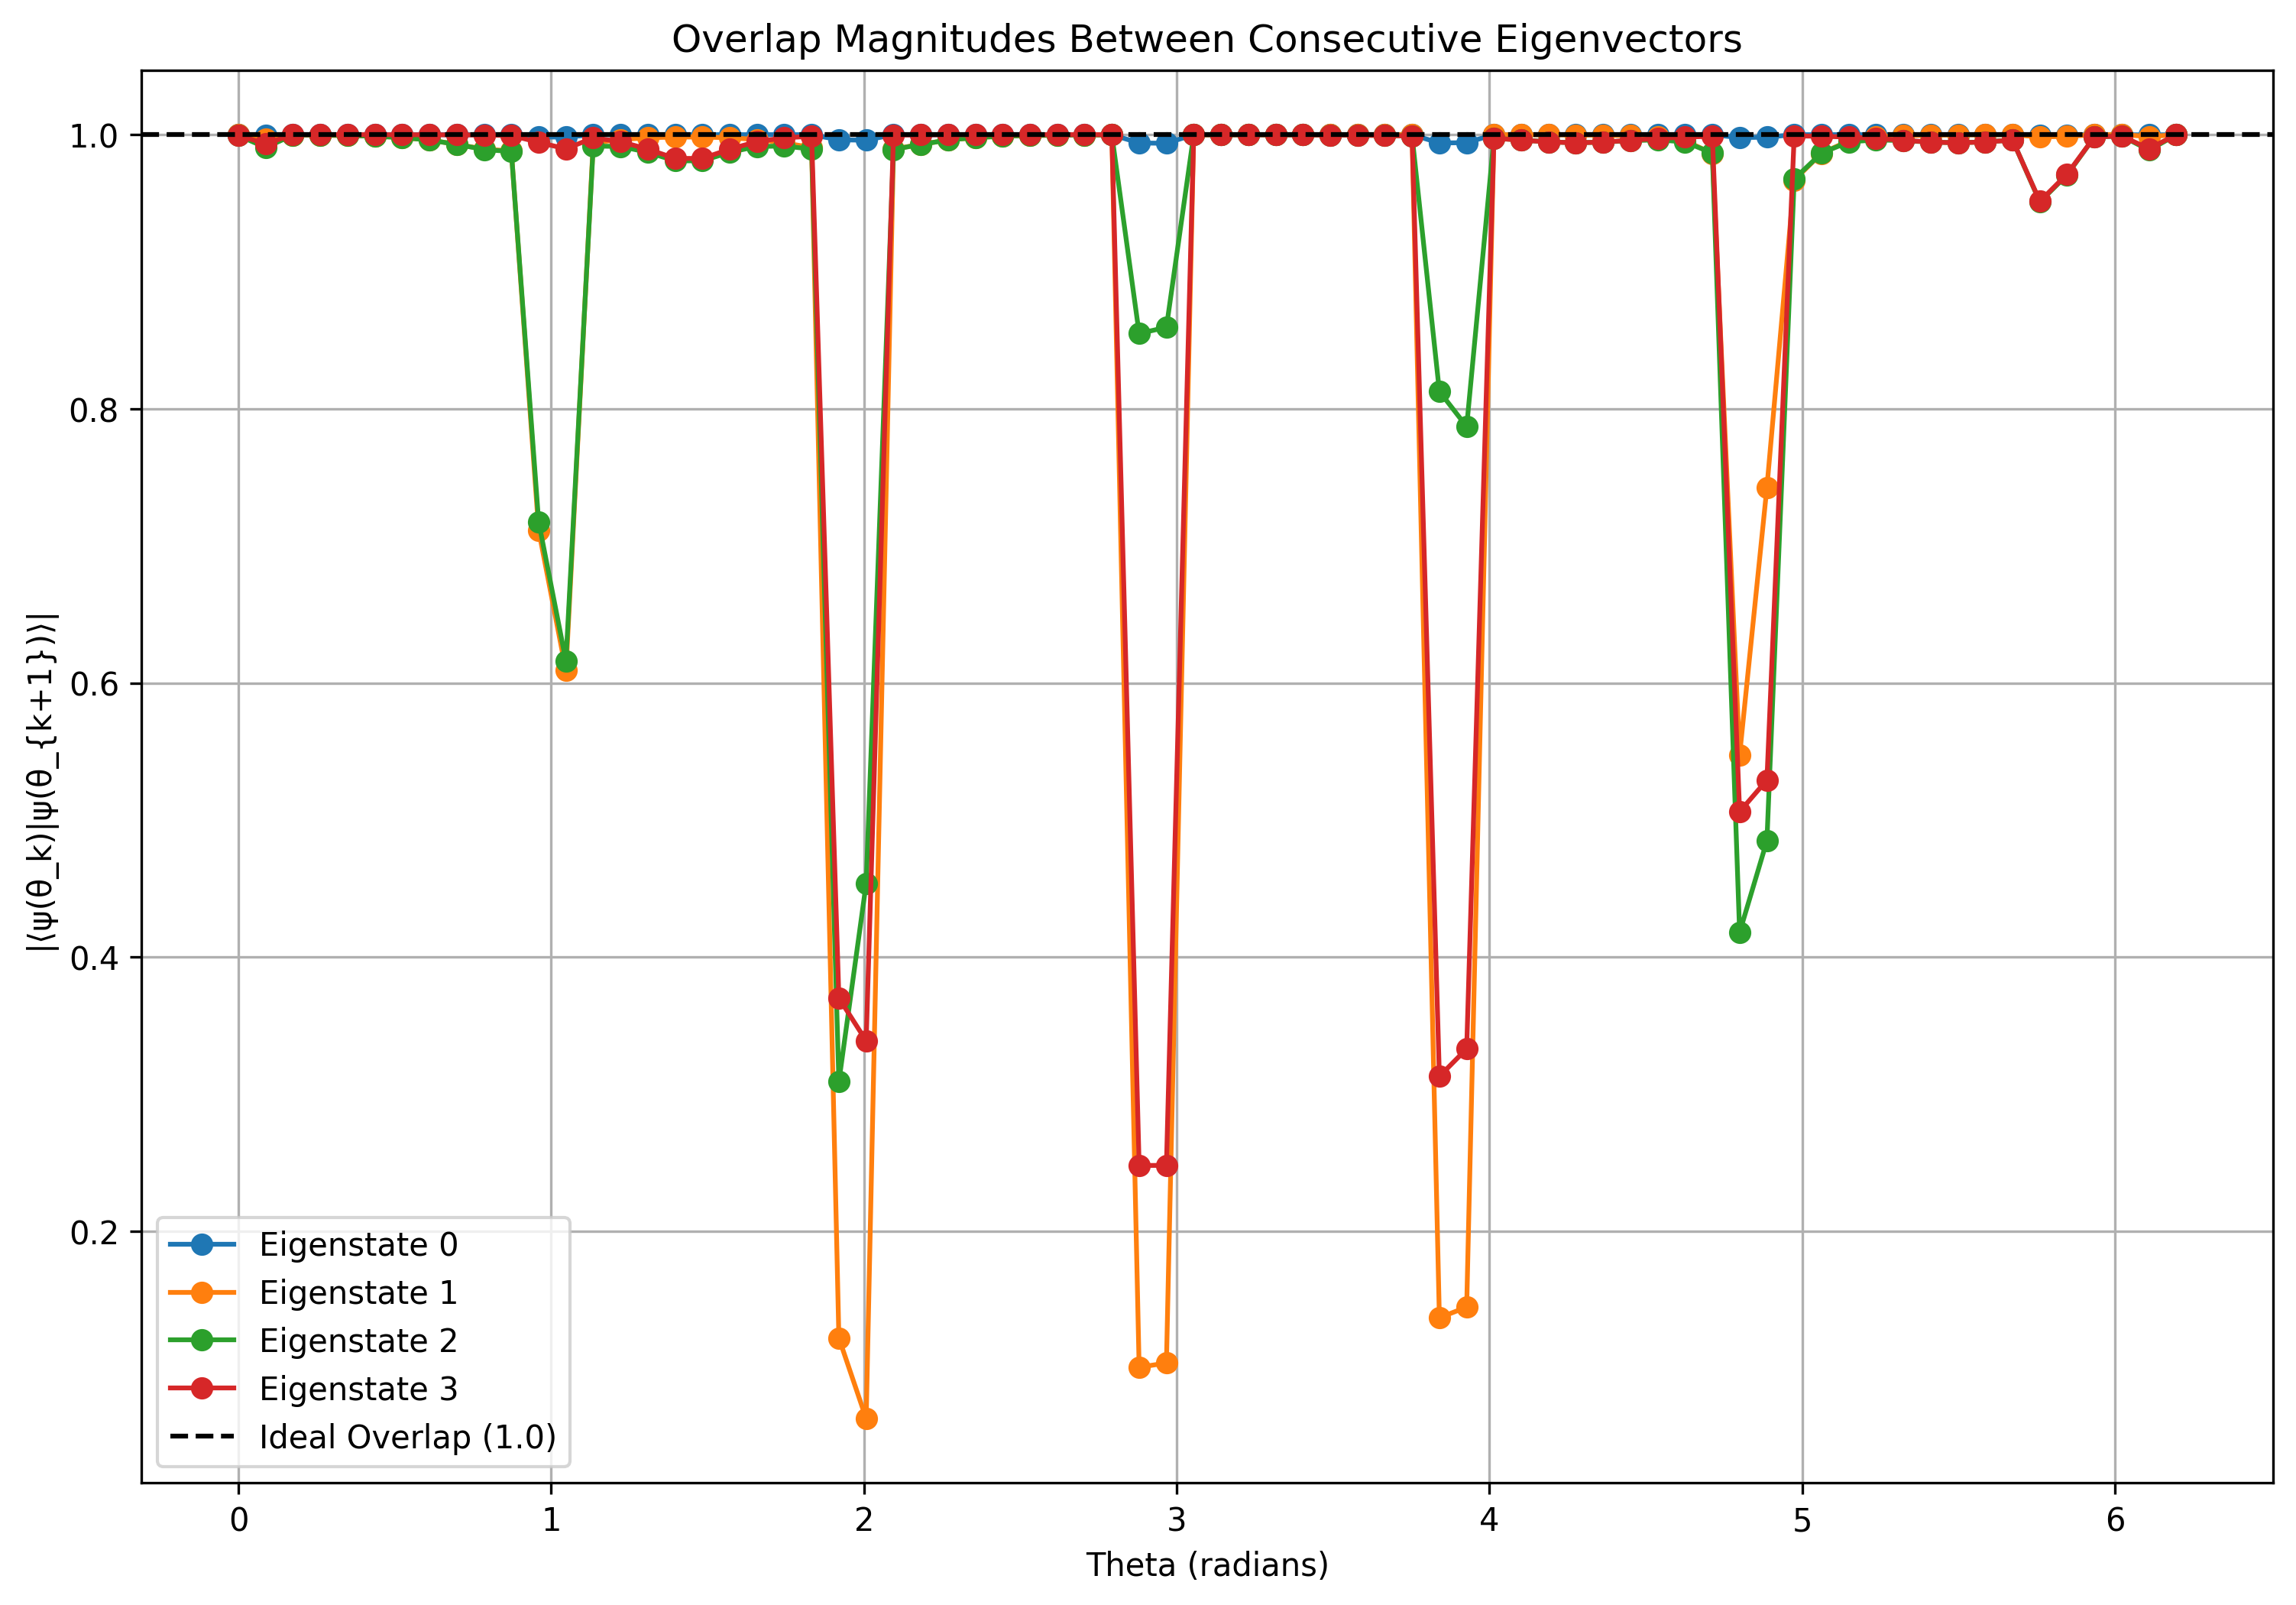 Overlap Magnitudes Between Consecutive Eigenvectors
|⟨ψ(θ_k)|ψ(θ_{k+1})⟩|
1.0
0.8
0.6
0.4
0.2
Eigenstate 0
Eigenstate 1
Eigenstate 2
Eigenstate 3
Ideal Overlap (1.0)
0 1 2 3 4 5 6
Theta (radians)